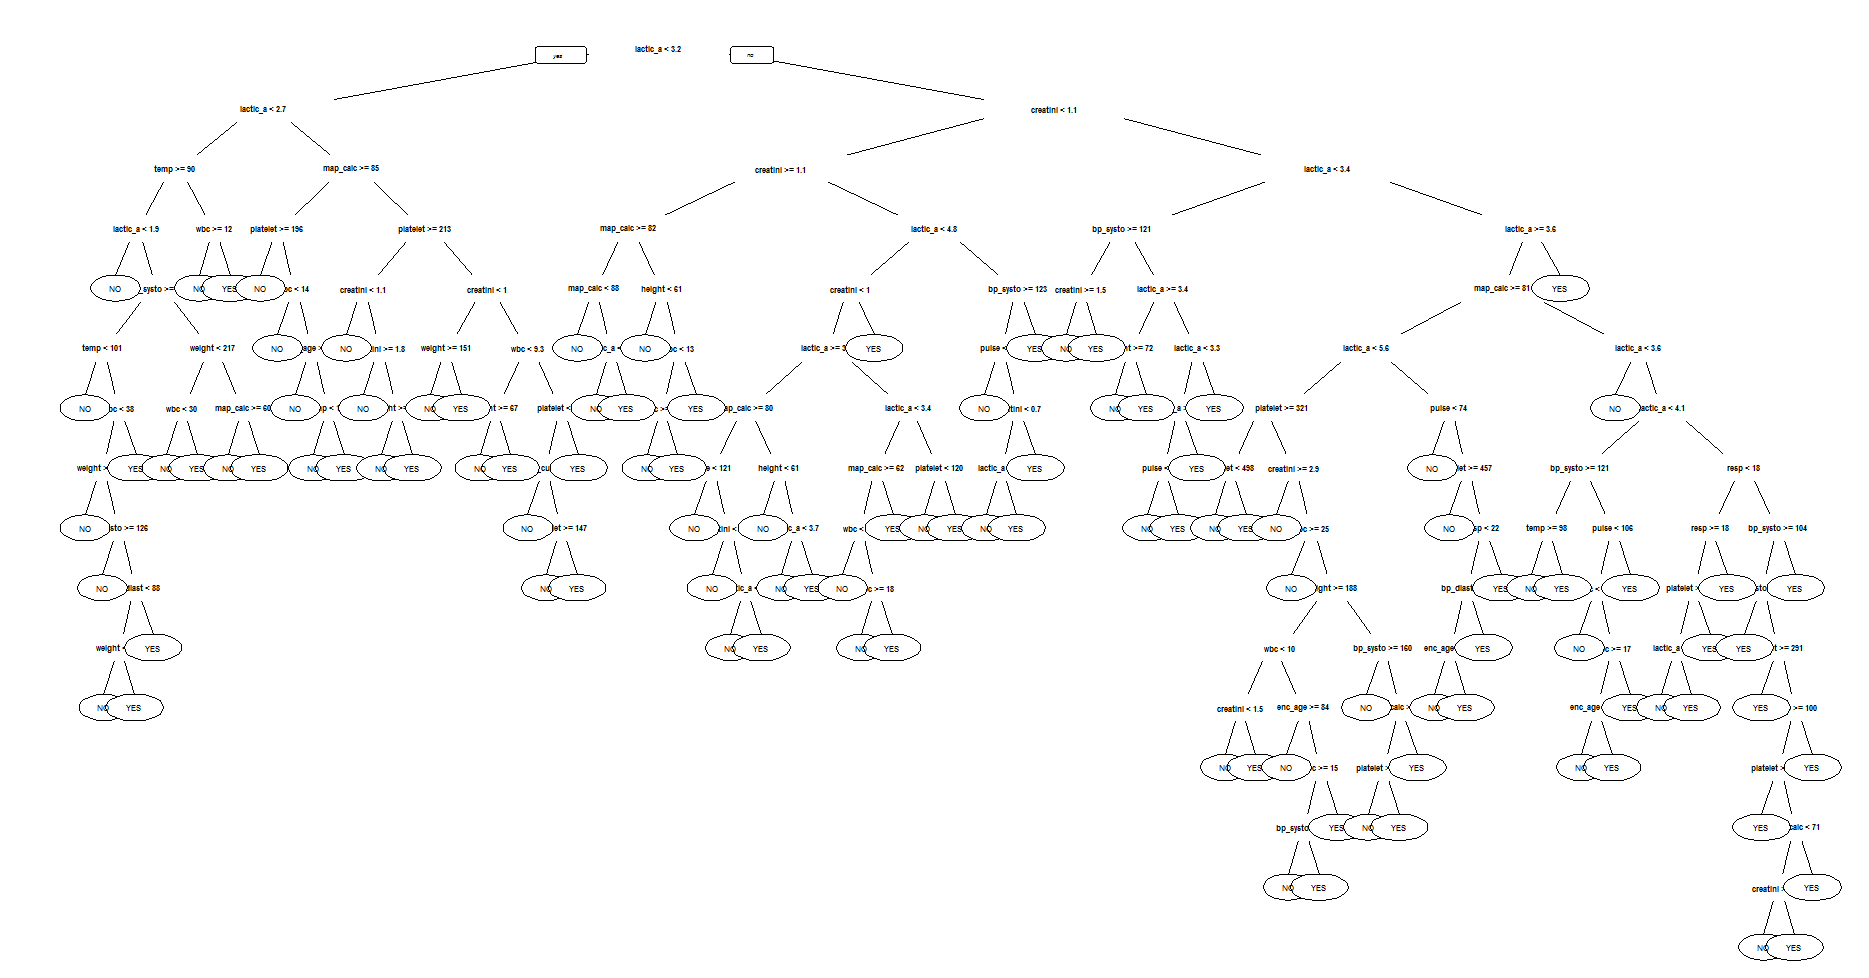 yes lactic_a < 3.2 no
lactic_a < 2.7 creatini < 1.1
temp >= 90 map_calc >= 85 creatini >= 1.1 lactic_a < 3.4
lactic_a < 1.9 wbc >= 12 platelet >= 196 platelet >= 213 map_calc >= 82 lactic_a < 4.8 bp_systo >= 121 lactic_a >= 3.6
NO _systo >= NO YES NO bc < 14 creatini < 1.1 creatini < 1 map_calc < 88 height < 61 creatini < 1 bp_systo >= 123 creatini >= 1.5 lactic_a >= 3.4 map_calc >= 81 YES
temp < 101 weight < 217 NO age > NO ini >= 1.8 weight >= 151 wbc < 9.3 NO c_a < NO bc < 13 lactic_a >= 3 YES pulse < YES NO YES ht >= 72 lactic_a < 3.3 lactic_a < 5.6 lactic_a < 3.6
NO bc < 38 wbc < 30 map_calc >= 60 NO p < NO ht >= NO YES ht >= 67 platelet < NO YES c >= YES ap_calc >= 80 lactic_a < 3.4 NO tini < 0.7 NO YES _a > YES platelet >= 321 pulse < 74 NO actic_a < 4.1
weight > YES NO YES NO YES NO YES NO YES NO YES _cu YES NO YES e < 121 height < 61 map_calc >= 62 platelet < 120 lactic_a YES pulse < YES et < 498 creatini >= 2.9 NO let >= 457 bp_systo >= 121 resp < 18
NO sto >= 126 NO let >= 147 NO ini < NO c_a < 3.7 wbc < YES NO YES NO YES NO YES NO YES NO c >= 25 NO sp < 22 temp >= 98 pulse < 106 resp >= 18 bp_systo >= 104
NO diast < 88 NO YES NO tic_a < NO YES NO c >= 18 NO ight >= 188 bp_diast YES NO YES c < YES platelet > YES sto YES
weight < YES NO YES NO YES wbc < 10 bp_systo >= 160 enc_age YES NO c >= 17 lactic_a YES YES t >= 291
NO YES creatini < 1.5 enc_age >= 84 NO calc > NO YES enc_age YES NO YES YES >= 100
NO YES NO c >= 15 platelet > YES NO YES platelet > YES
bp_systo YES NO YES YES calc < 71
NO YES creatini > YES
NO YES